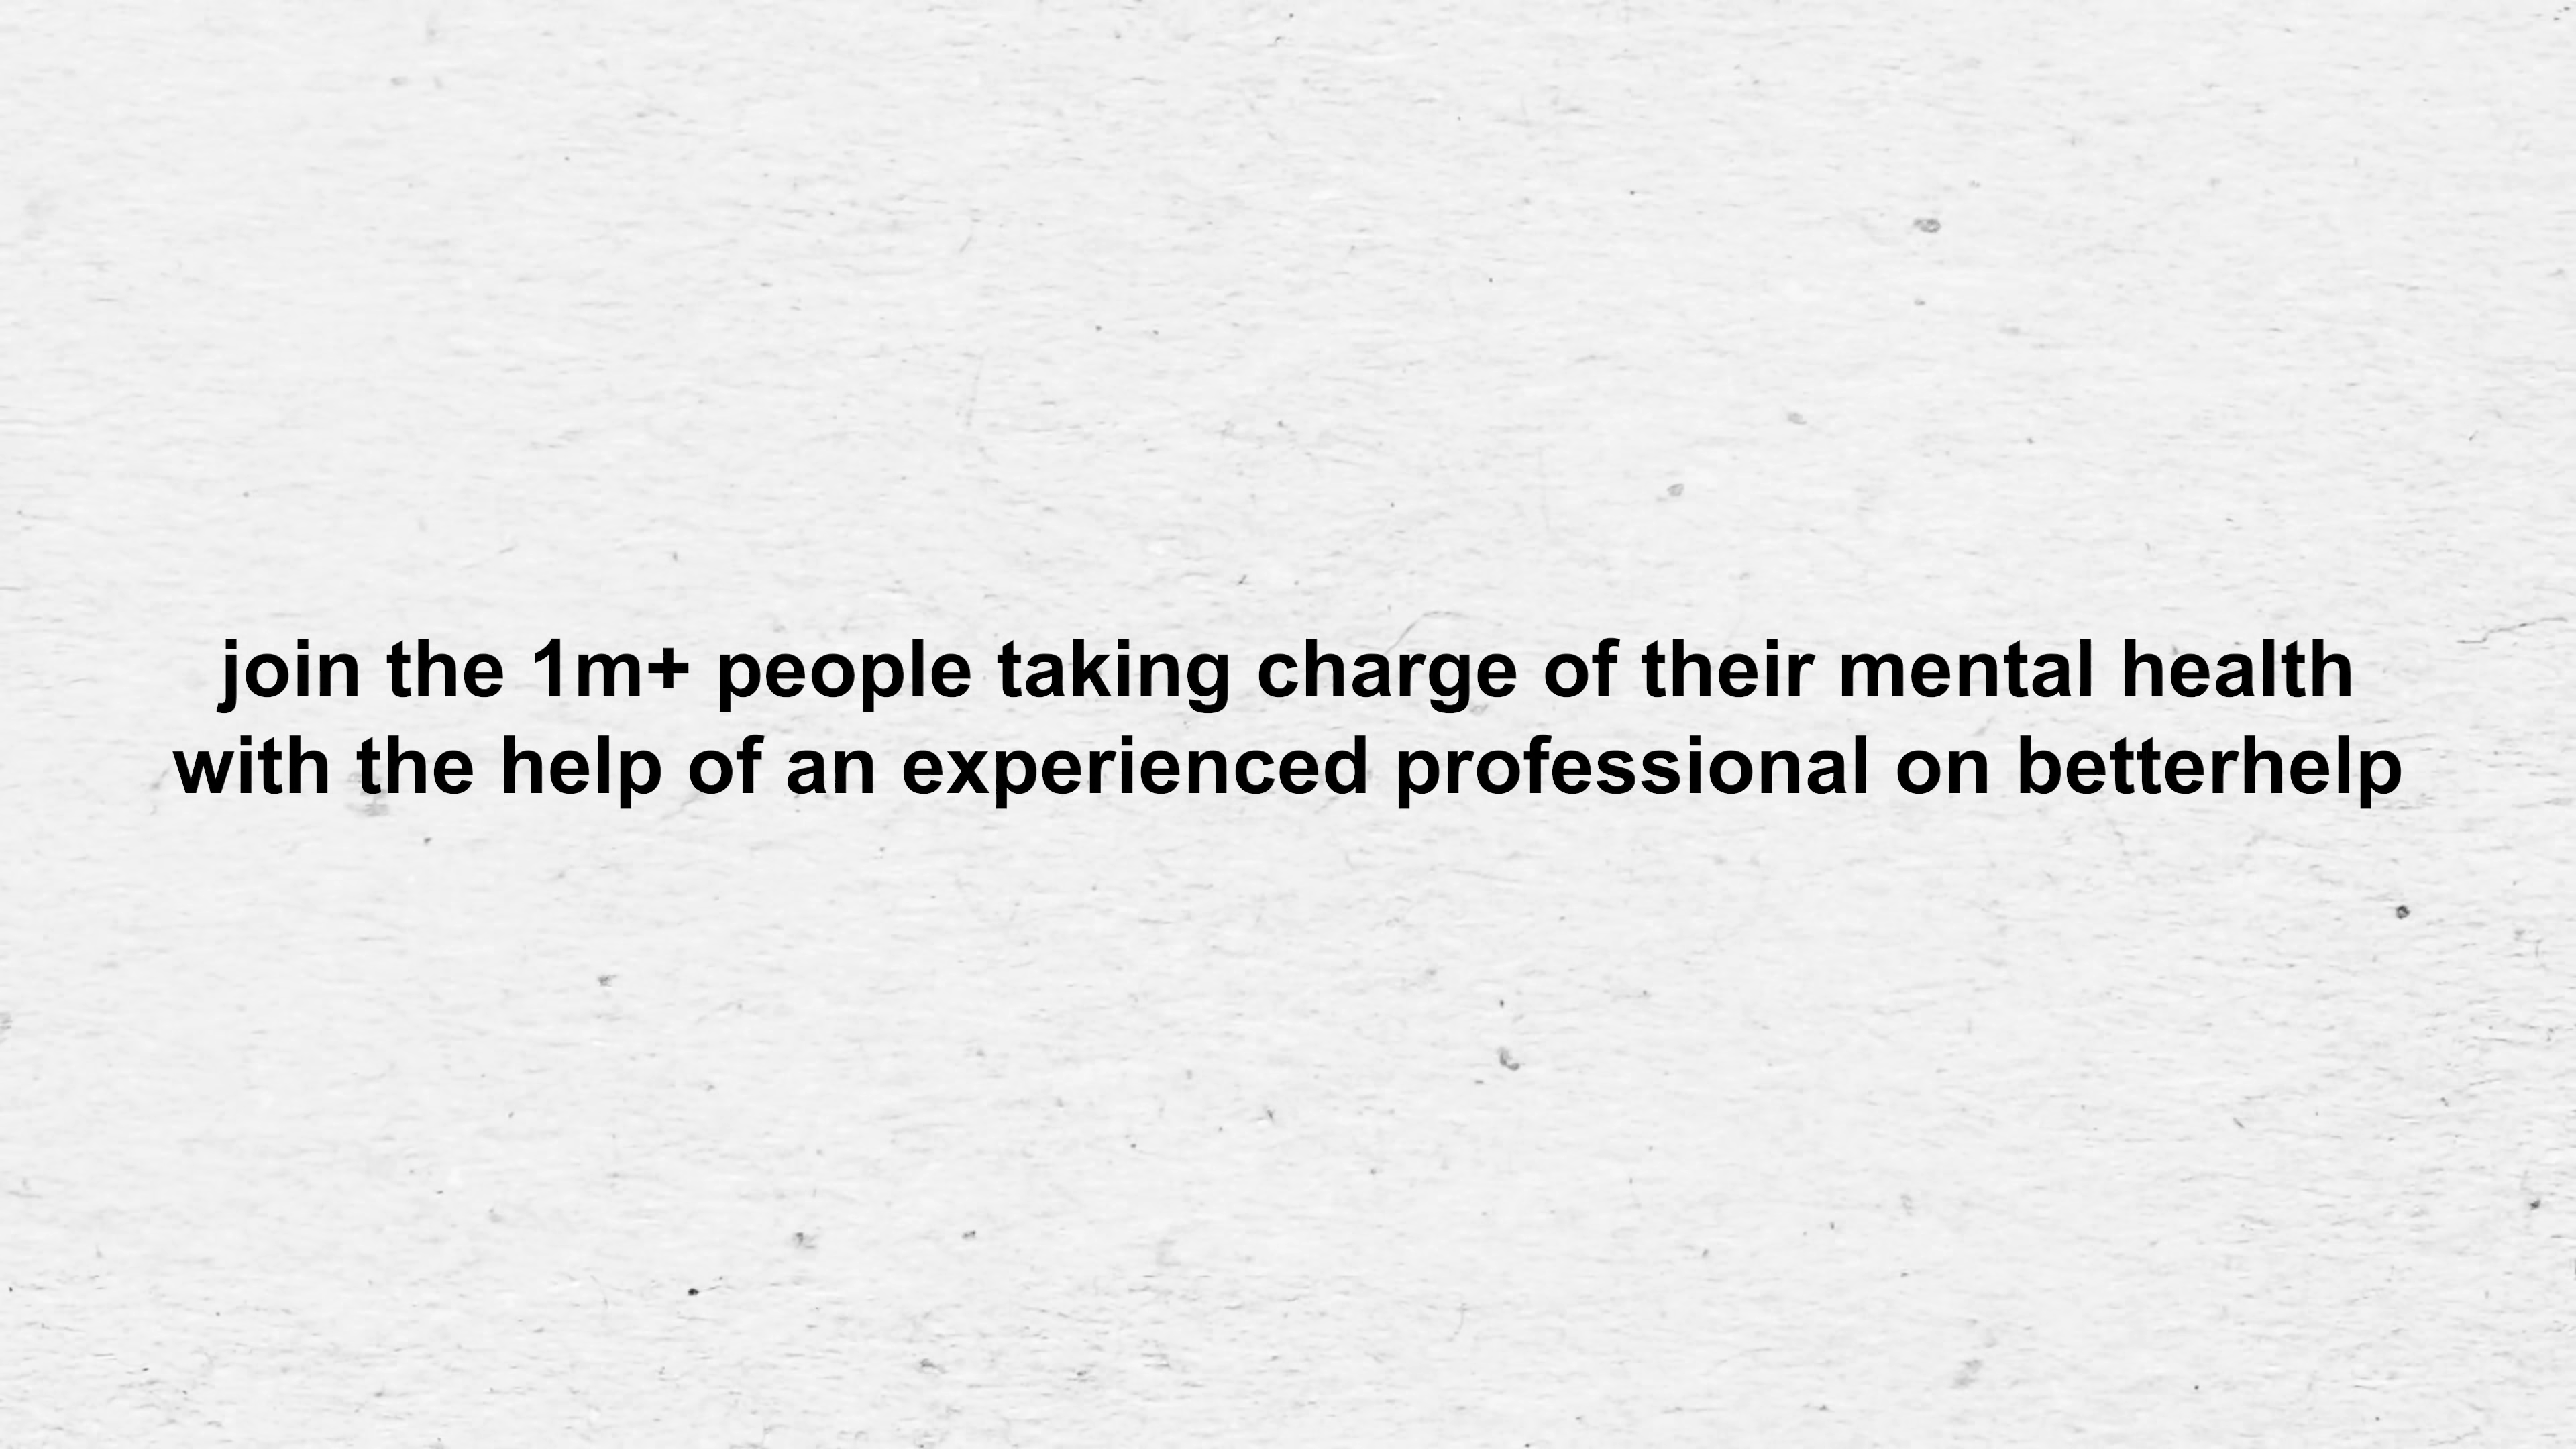 join the 1m+ people taking charge of their mental health
with the help of an experienced professional on betterhelp